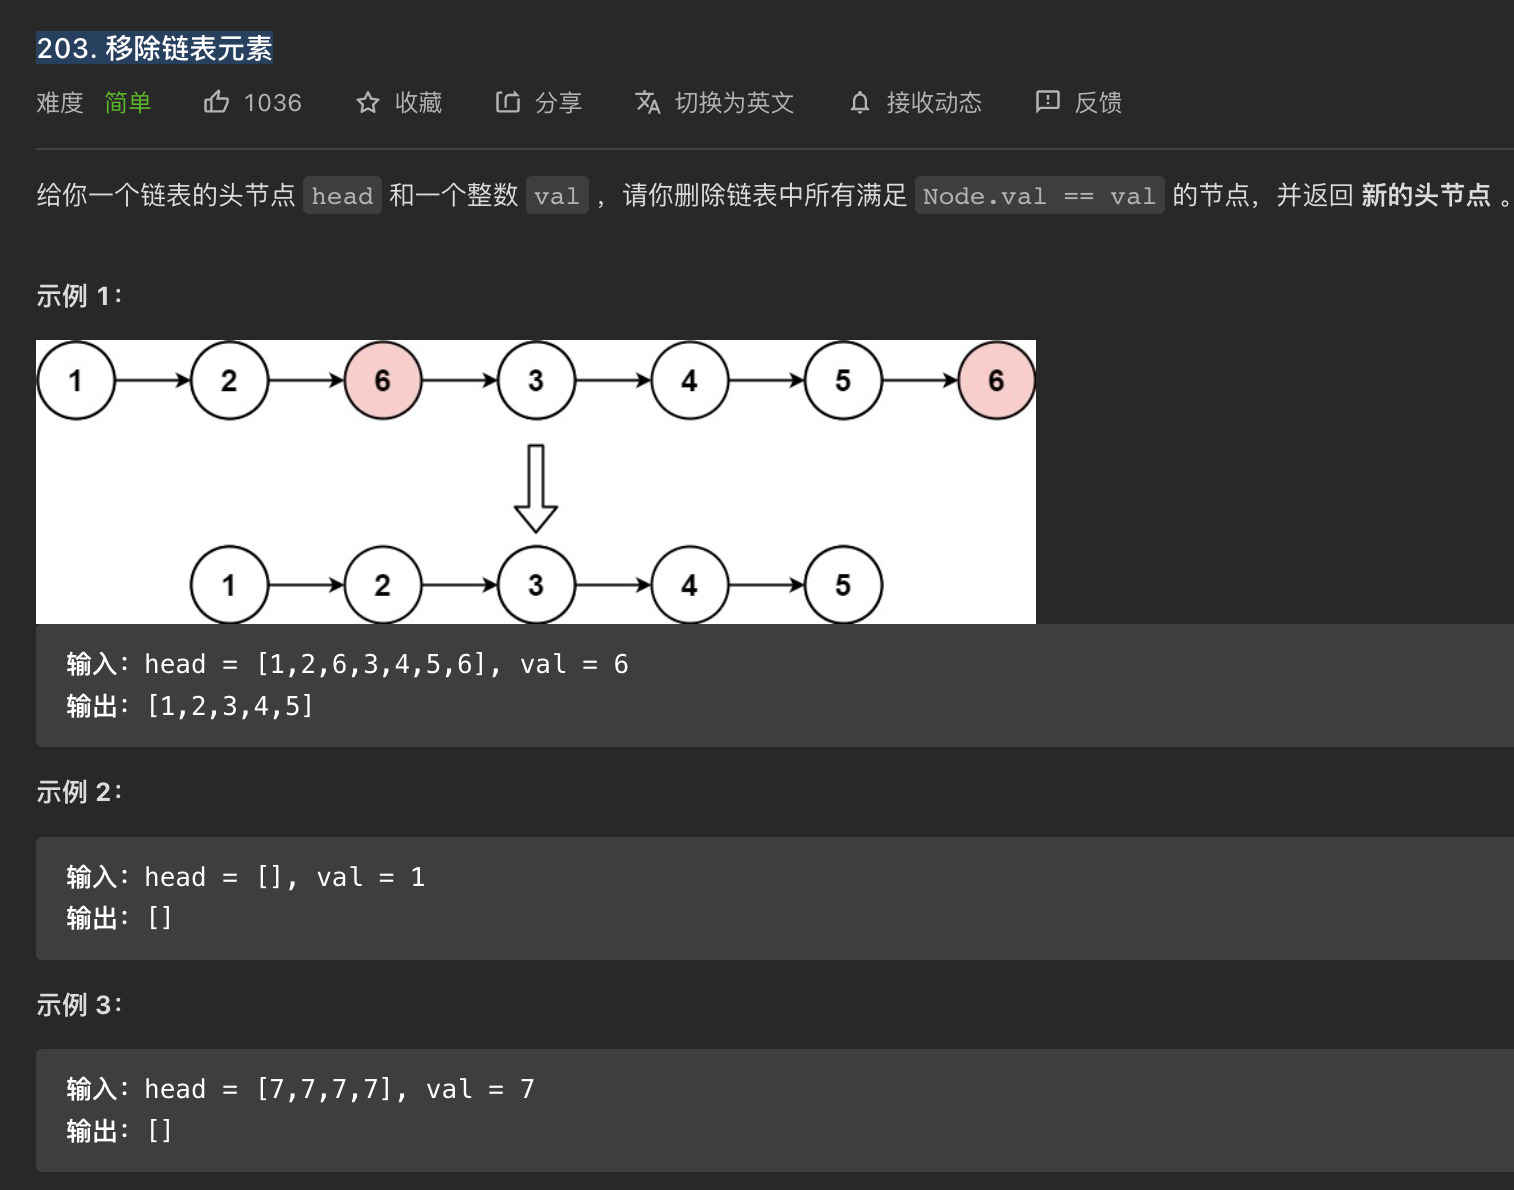 203. 移除链表元素
难度 简单 1036 收藏 分享 切换为英文 接收动态 反馈
给你一个链表的头节点 head 和一个整数 val ，请你删除链表中所有满足 Node.val == val 的节点，并返回 新的头节点 。
示例 1：
1 2 6 3 4 5 6
1 2 3 4 5
输入：head = [1,2,6,3,4,5,6], val = 6
输出：[1,2,3,4,5]
示例 2：
输入：head = [], val = 1
输出：[]
示例 3：
输入：head = [7,7,7,7], val = 7
输出：[]